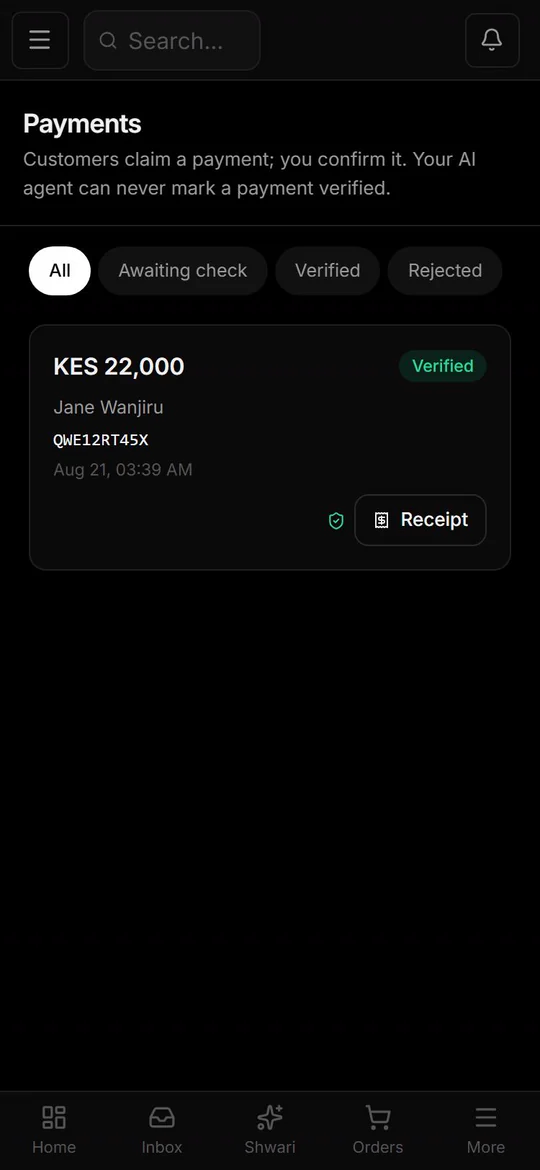 Search...
Payments
Customers claim a payment; you confirm it. Your AI
agent can never mark a payment verified.
All
Awaiting check
Verified
Rejected
KES 22,000
Verified
Jane Wanjiru
QWE12RT45X
Aug 21, 03:39 AM
Receipt
Home
Inbox
Shwari
Orders
More